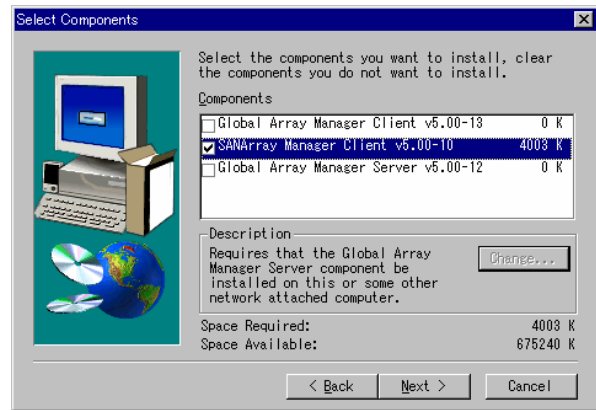 Select Components
Select the components you want to install, clear
the components you do not want to install.
Components
Global Array Manager Client v5.00-13 0 K
SANArray Manager Client v5.00-10 4003 K
Global Array Manager Server v5.00-12 0 K
Description
Requires that the Global Array
Manager Server component be
installed on this or some other
network attached computer.
Change...
Space Required: 4003 K
Space Available: 675240 K
< Back Next > Cancel